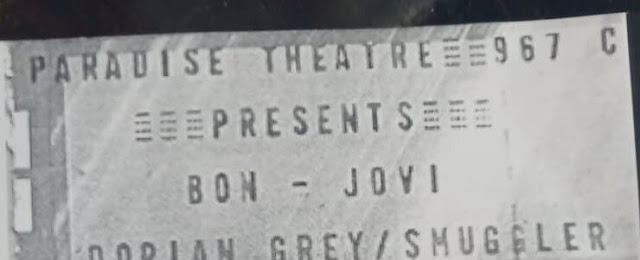 PARADISE THEATRE 967 C
PRESENTS
BON - JOVI
DORIAN GREY/SMUGGLER